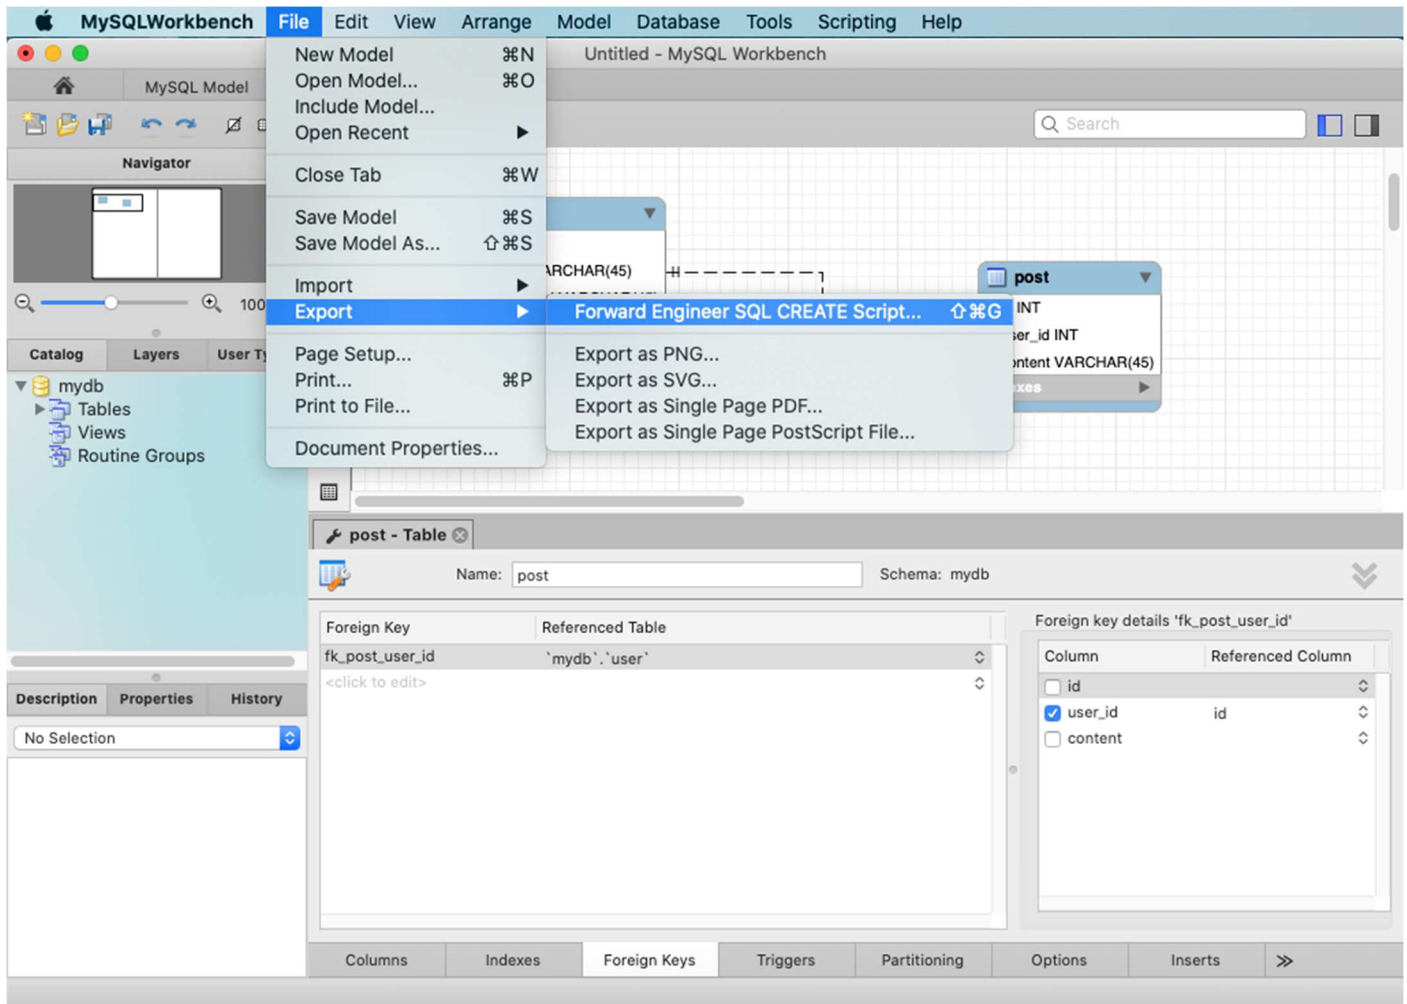 MySQLWorkbench File Edit View Arrange Model Database Tools Scripting Help
Untitled - MySQL Workbench
MySQL Model
New Model ⌘N
Open Model... ⌘O
Include Model...
Open Recent ▶
Close Tab ⌘W
Save Model ⌘S
Save Model As... ⇧⌘S
Import ▶
Export ▶
Page Setup...
Print... ⌘P
Print to File...
Document Properties...
Forward Engineer SQL CREATE Script... ⇧⌘G
Export as PNG...
Export as SVG...
Export as Single Page PDF...
Export as Single Page PostScript File...
Search
Navigator
100
Catalog Layers User Ty
mydb
Tables
Views
Routine Groups
Description Properties History
No Selection
ARCHAR(45)
post
INT
ser_id INT
ontent VARCHAR(45)
xes
post - Table
Name: post Schema: mydb
Foreign Key Referenced Table
fk_post_user_id `mydb`.`user`
<click to edit>
Foreign key details 'fk_post_user_id'
Column Referenced Column
id
user_id id
content
Columns Indexes Foreign Keys Triggers Partitioning Options Inserts »